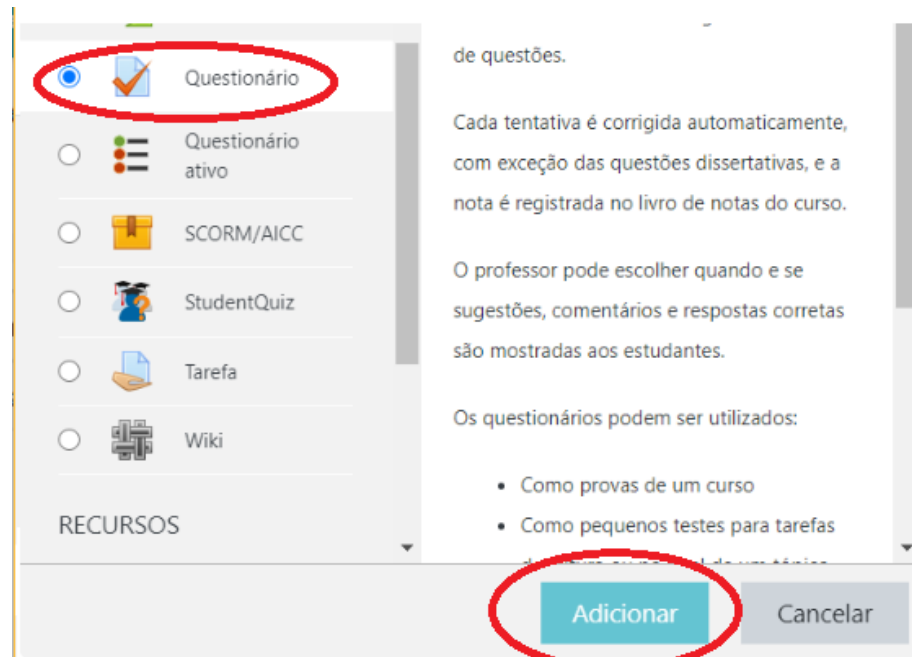 Questionário
Questionário
ativo
SCORM/AICC
StudentQuiz
Tarefa
Wiki
RECURSOS
de questões.
Cada tentativa é corrigida automaticamente,
com exceção das questões dissertativas, e a
nota é registrada no livro de notas do curso.
O professor pode escolher quando e se
sugestões, comentários e respostas corretas
são mostradas aos estudantes.
Os questionários podem ser utilizados:
• Como provas de um curso
• Como pequenos testes para tarefas
Adicionar
Cancelar